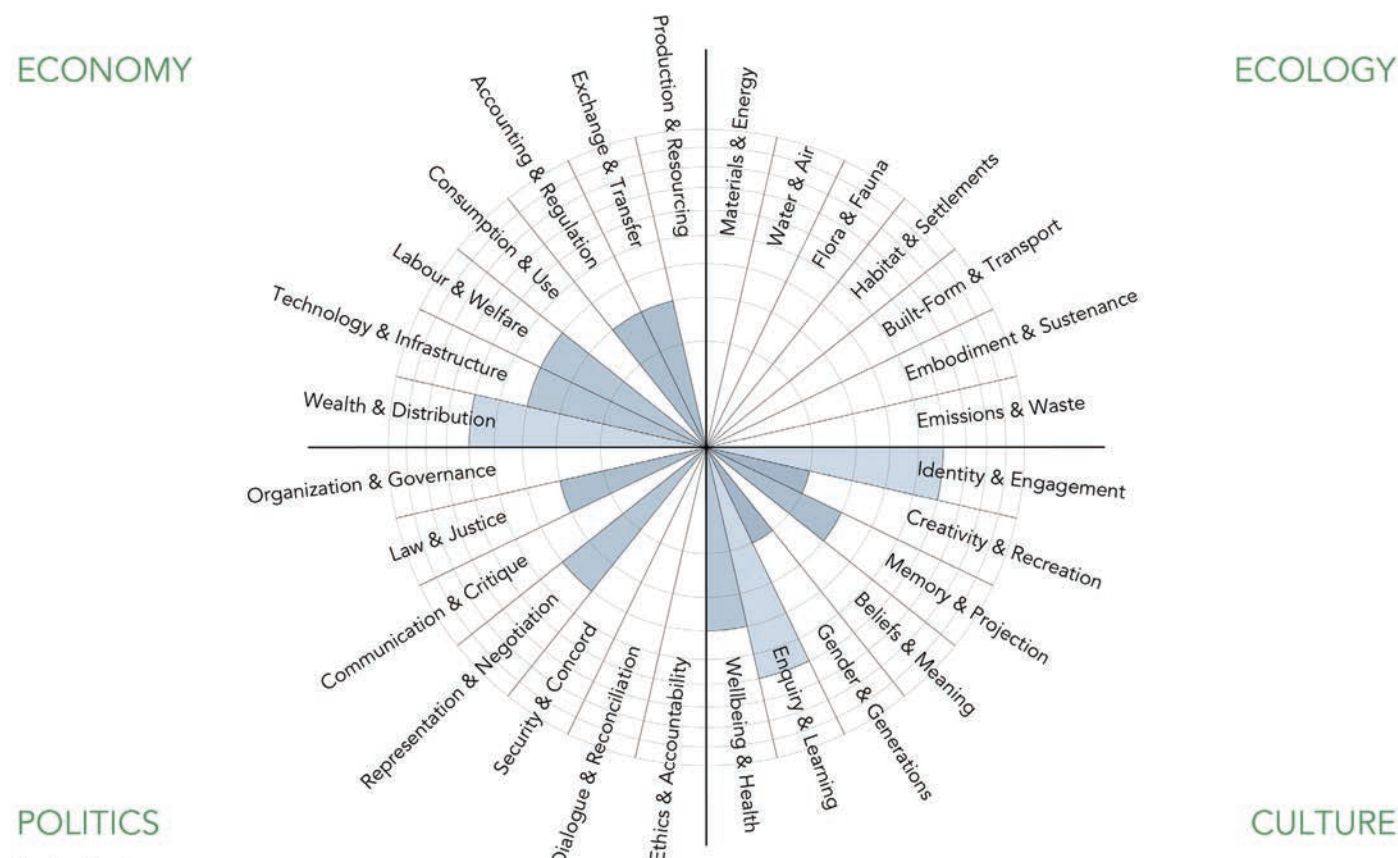 ECONOMY
ECOLOGY
Production & Resourcing
Exchange & Transfer
Accounting & Regulation
Consumption & Use
Labour & Welfare
Technology & Infrastructure
Wealth & Distribution
Materials & Energy
Water & Air
Flora & Fauna
Habitat & Settlements
Built-Form & Transport
Embodiment & Sustenance
Emissions & Waste
Organization & Governance
Law & Justice
Communication & Critique
Representation & Negotiation
Security & Concord
Dialogue & Reconciliation
Ethics & Accountability
Identity & Engagement
Creativity & Recreation
Memory & Projection
Beliefs & Meaning
Gender & Generations
Enquiry & Learning
Wellbeing & Health
POLITICS
CULTURE